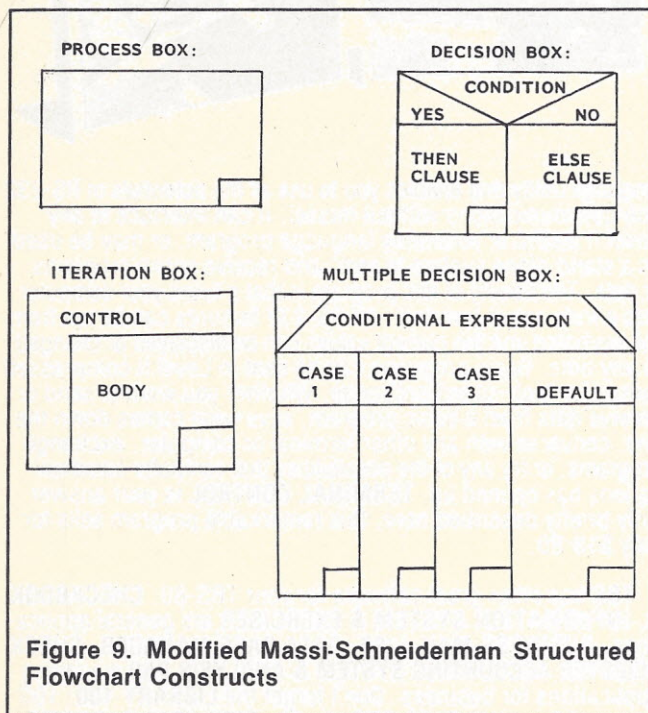 PROCESS BOX:
DECISION BOX:
CONDITION
YES
NO
THEN
CLAUSE
ELSE
CLAUSE
ITERATION BOX:
CONTROL
BODY
MULTIPLE DECISION BOX:
CONDITIONAL EXPRESSION
CASE
1
CASE
2
CASE
3
DEFAULT
Figure 9. Modified Massi-Schneiderman Structured
Flowchart Constructs